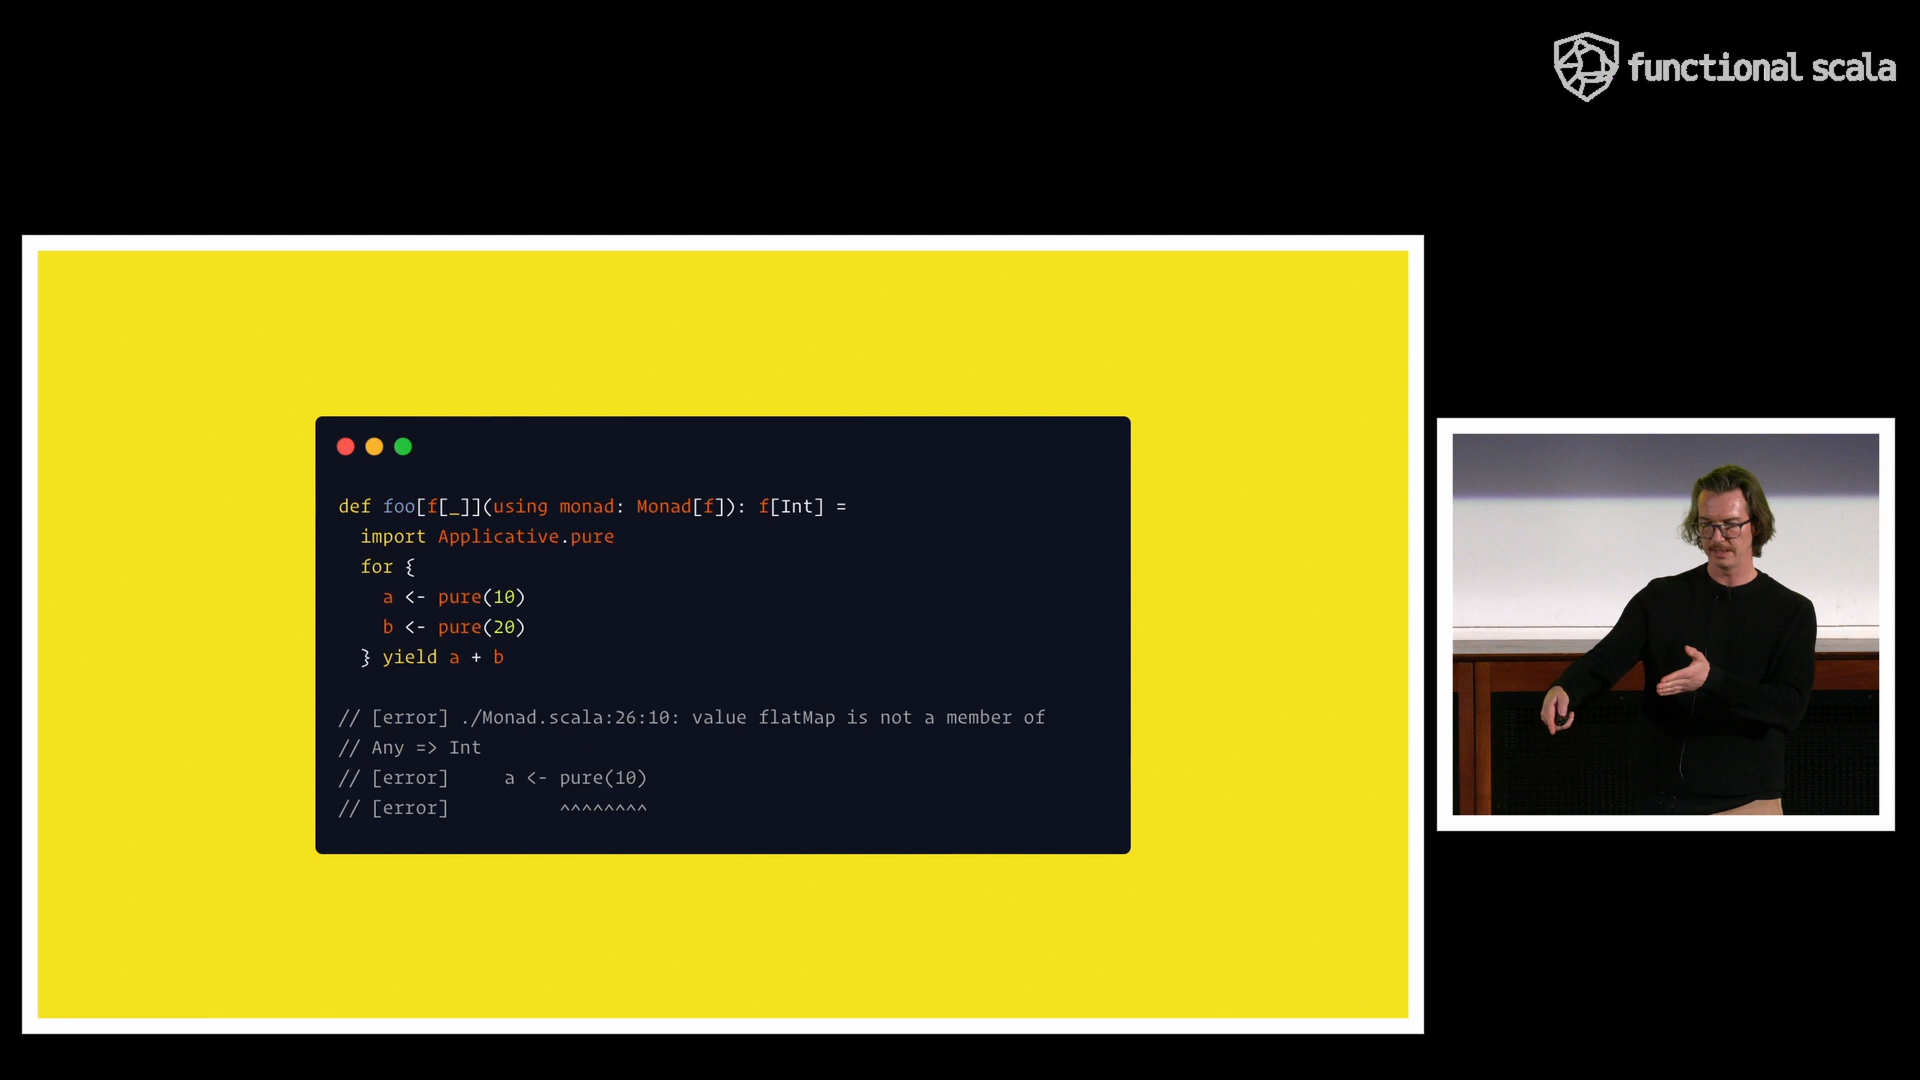 functional scala
def foo[f[_]](using monad: Monad[f]): f[Int] =
  import Applicative.pure
  for {
    a <- pure(10)
    b <- pure(20)
  } yield a + b
// [error] ./Monad.scala:26:10: value flatMap is not a member of
// Any => Int
// [error]     a <- pure(10)
// [error]          ^^^^^^^^